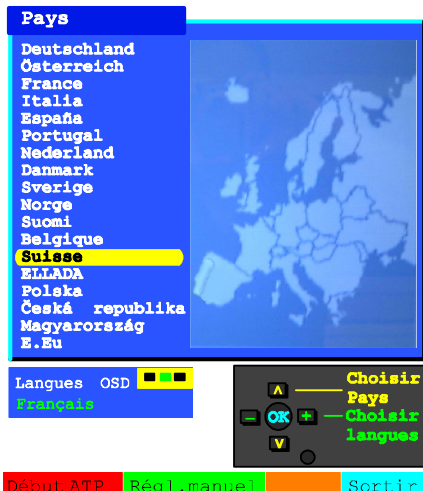 Pays
Deutschland
Österreich
France
Italia
España
Portugal
Nederland
Danmark
Sverige
Norge
Suomi
Belgique
Suisse
ELLADA
Polska
Česká republika
Magyarország
E.Eu
Langues OSD
Français
Choisir
Pays
OK
Choisir
langues
Début ATP
Régl.manuel
Sortir